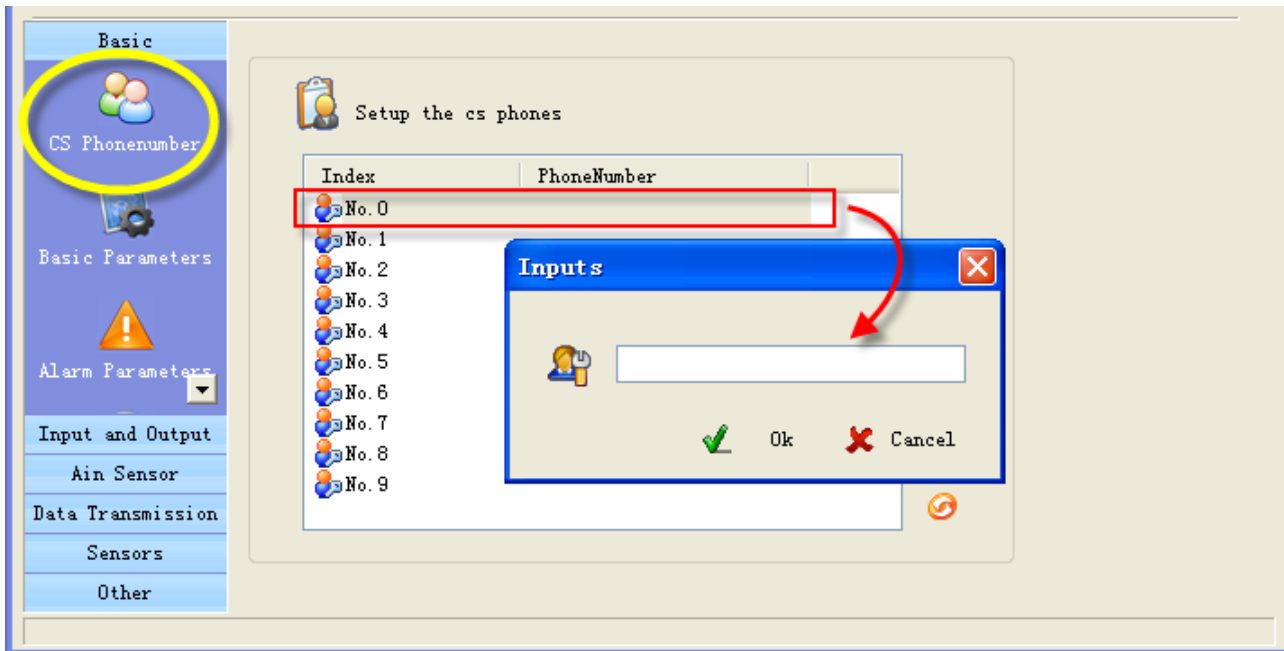 Basic
CS Phonenumber
Basic Parameters
Alarm Parameters
Input and Output
Ain Sensor
Data Transmission
Sensors
Other
Setup the cs phones
Index PhoneNumber
No.0
No.1
No.2
No.3
No.4
No.5
No.6
No.7
No.8
No.9
Inputs
Ok Cancel